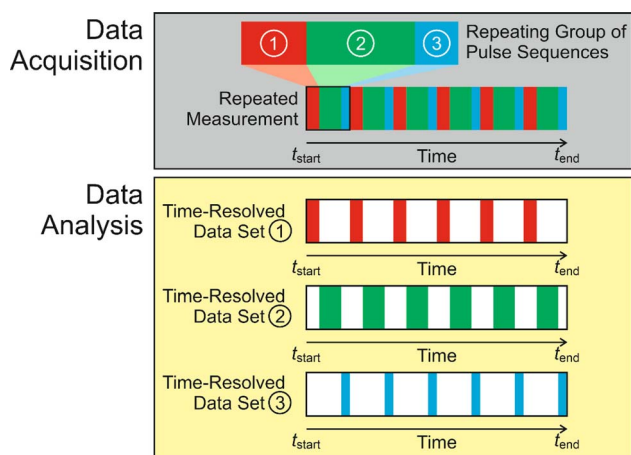 Data
Acquisition
① ② ③
Repeating Group of
Pulse Sequences
Repeated
Measurement
tstart Time tend
Data
Analysis
Time-Resolved
Data Set ①
tstart Time tend
Time-Resolved
Data Set ②
tstart Time tend
Time-Resolved
Data Set ③
tstart Time tend